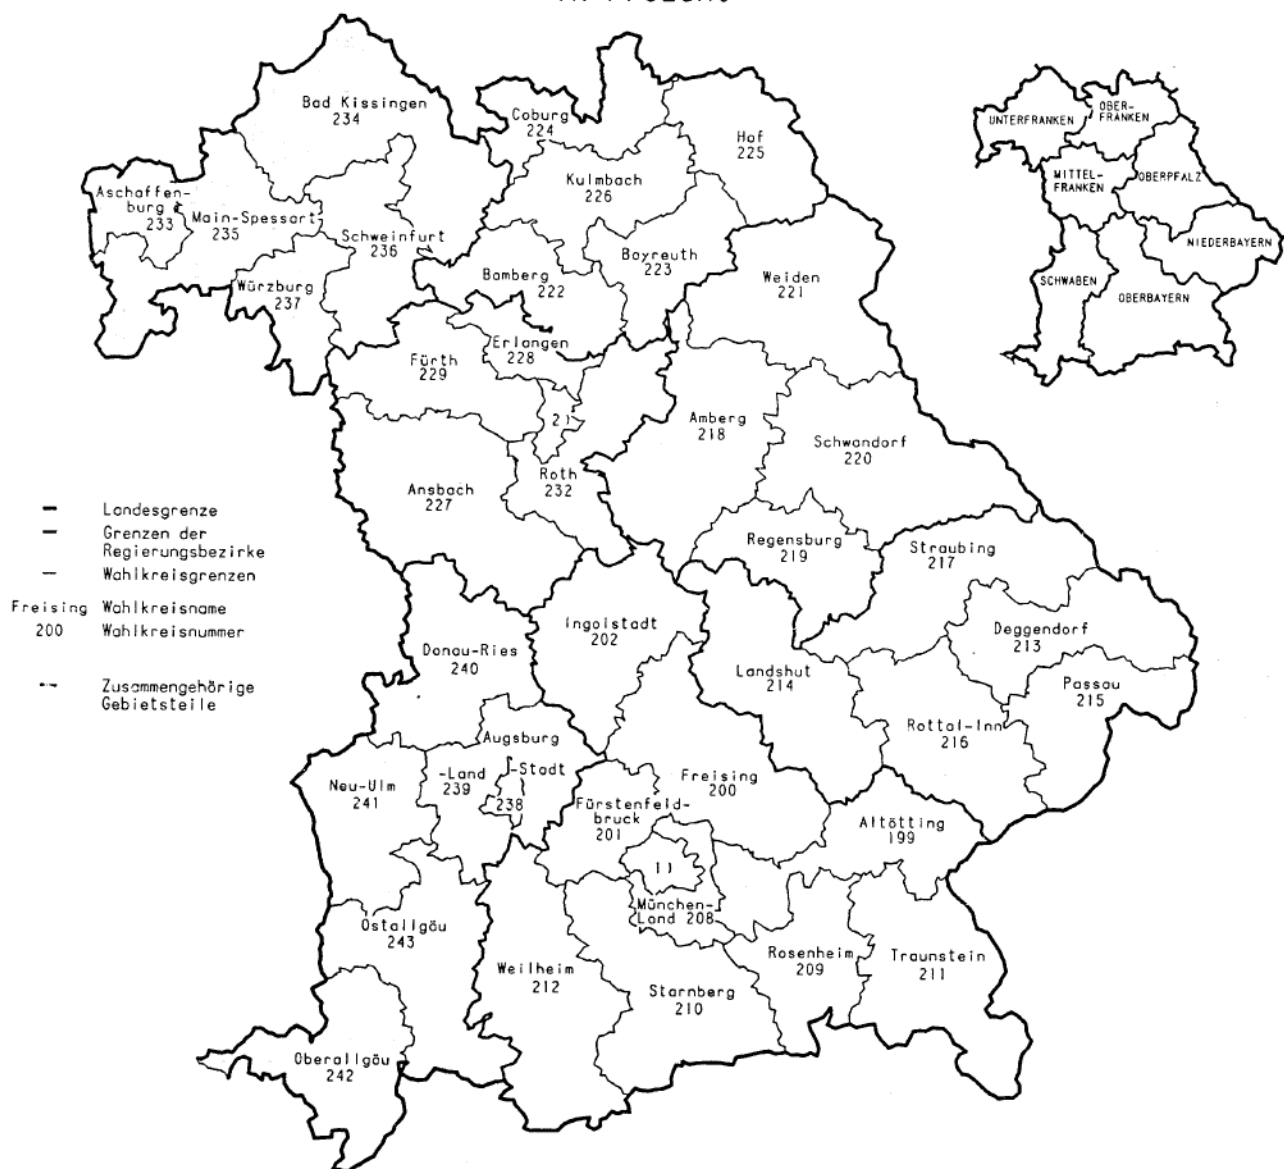 Bad Kissingen
234
Coburg
224
Hof
225
Kulmbach
226
Aschaffen-
burg
233
Main-Spessart
235
Schweinfurt
236
Würzburg
237
Bamberg
222
Bayreuth
223
Weiden
221
Erlangen
228
Fürth
229
2)
Amberg
218
Schwandorf
220
Roth
232
Ansbach
227
Regensburg
219
Straubing
217
Ingolstadt
202
Deggendorf
213
Donau-Ries
240
Landshut
214
Passau
215
Rottal-Inn
216
Augsburg
-Land
239
-Stadt
238
Neu-Ulm
241
Freising
200
Fürstenfeld-
bruck
201
Altötting
199
1)
München-
Land 208
Ostallgäu
243
Weilheim
212
Starnberg
210
Rosenheim
209
Traunstein
211
Oberallgäu
242
UNTERFRANKEN
OBER-
FRANKEN
MITTEL-
FRANKEN
OBERPFALZ
NIEDERBAYERN
SCHWABEN
OBERBAYERN
Landesgrenze
Grenzen der
Regierungsbezirke
Wahlkreisgrenzen
Freising Wahlkreisname
200 Wahlkreisnummer
Zusammengehörige
Gebietsteile